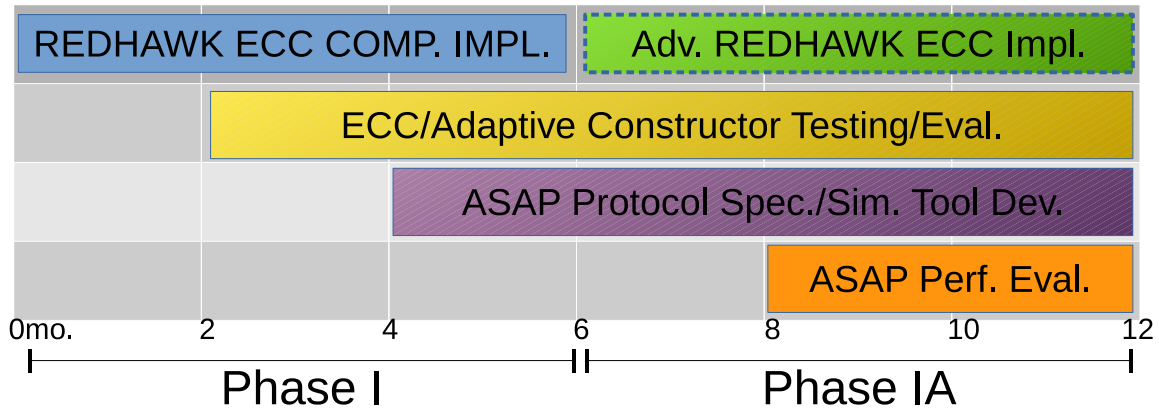 REDHAWK ECC COMP. IMPL.
Adv. REDHAWK ECC Impl.
ECC/Adaptive Constructor Testing/Eval.
ASAP Protocol Spec./Sim. Tool Dev.
ASAP Perf. Eval.
0mo. 2 4 6 8 10 12
Phase I
Phase IA